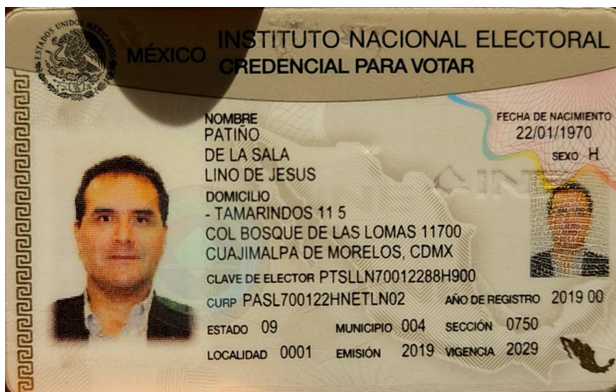 ESTADOS UNIDOS MEXICANOS
MÉXICO
INSTITUTO NACIONAL ELECTORAL
CREDENCIAL PARA VOTAR
NOMBRE
PATIÑO
DE LA SALA
LINO DE JESUS
FECHA DE NACIMIENTO
22/01/1970
SEXO H
DOMICILIO
- TAMARINDOS 11 5
COL BOSQUE DE LAS LOMAS 11700
CUAJIMALPA DE MORELOS, CDMX
CLAVE DE ELECTOR PTSLLN70012288H900
CURP PASL700122HNETLN02 AÑO DE REGISTRO 2019 00
ESTADO 09 MUNICIPIO 004 SECCIÓN 0750
LOCALIDAD 0001 EMISIÓN 2019 VIGENCIA 2029